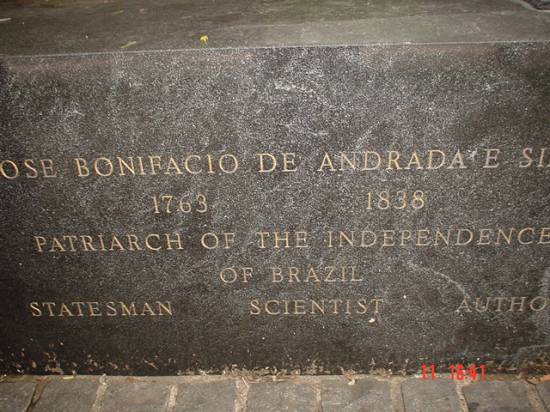 OSE BONIFACIO DE ANDRADA E SI
1763 1838
PATRIARCH OF THE INDEPENDENCE
OF BRAZIL
STATESMAN SCIENTIST AUTHO